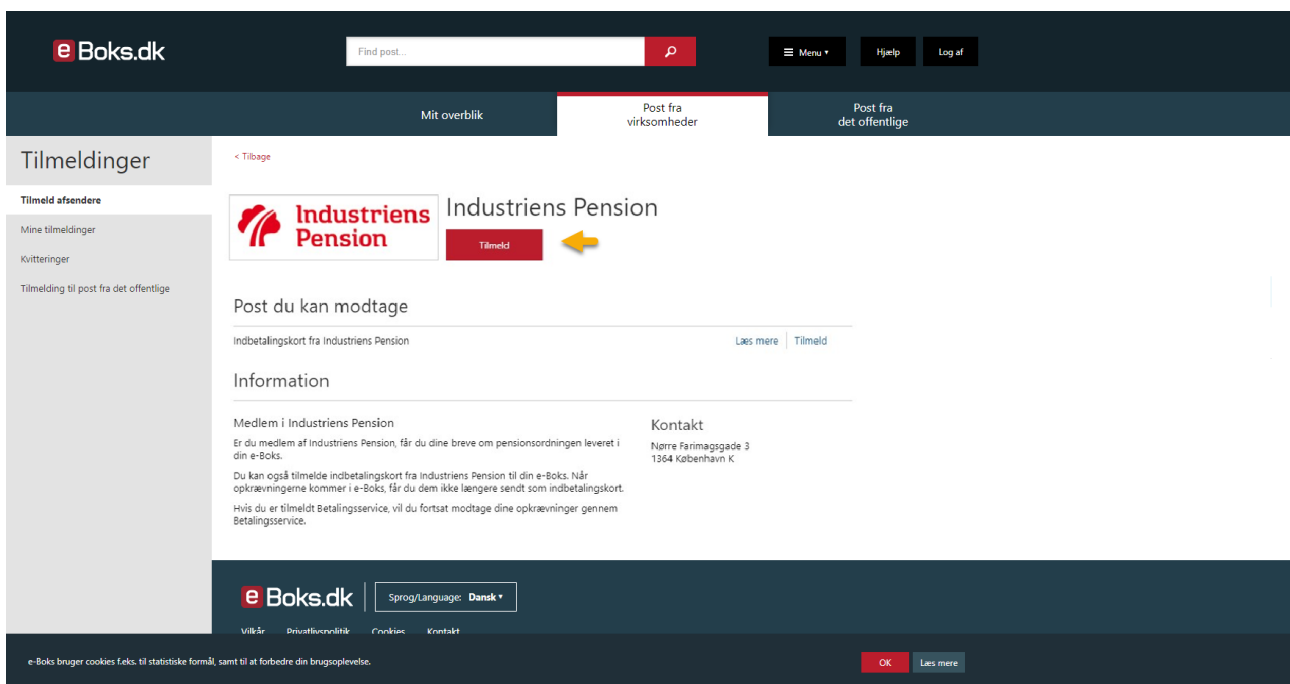 e Boks.dk
Find post...
☰ Menu ▾
Hjælp
Log af
Mit overblik
Post fra
virksomheder
Post fra
det offentlige
Tilmeldinger
Tilmeld afsendere
Mine tilmeldinger
Kvitteringer
Tilmelding til post fra det offentlige
< Tilbage
Industriens
Pension
Industriens Pension
Tilmeld
Post du kan modtage
Indbetalingskort fra Industriens Pension
Læs mere
Tilmeld
Information
Medlem i Industriens Pension
Er du medlem af Industriens Pension, får du dine breve om pensionsordningen leveret i
din e-Boks.
Du kan også tilmelde indbetalingskort fra Industriens Pension til din e-Boks. Når
opkrævningerne kommer i e-Boks, får du dem ikke længere sendt som indbetalingskort.
Hvis du er tilmeldt Betalingsservice, vil du fortsat modtage dine opkrævninger gennem
Betalingsservice.
Kontakt
Nørre Farimagsgade 3
1364 København K
e Boks.dk
Sprog/Language: Dansk ▾
Vilkår Privatlivspolitik Cookies Kontakt
e-Boks bruger cookies f.eks. til statistiske formål, samt til at forbedre din brugsoplevelse.
OK
Læs mere